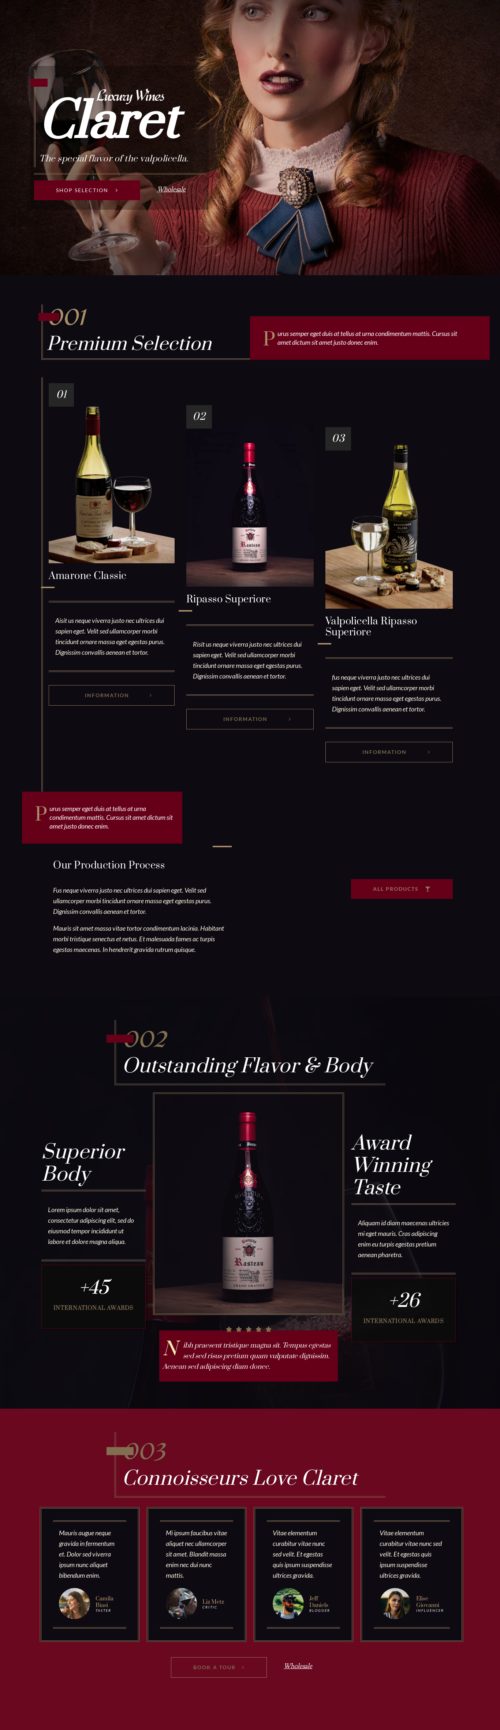 Luxury Wines
Claret
The special flavor of the valpolicella.
SHOP SELECTION >
Wholesale
001
Premium Selection
Purus semper eget duis at tellus at urna condimentum mattis. Cursus sit
amet dictum sit amet justo donec enim.
01
Amarone Classic
Aisit us neque viverra justo nec ultrices dui
sapien eget. Velit sed ullamcorper morbi
tincidunt ornare massa eget egestas purus.
Dignissim convallis aenean et tortor.
INFORMATION >
02
Rasteau
Ripasso Superiore
Risit us neque viverra justo nec ultrices dui
sapien eget. Velit sed ullamcorper morbi
tincidunt ornare massa eget egestas purus.
Dignissim convallis aenean et tortor.
INFORMATION >
03
Valpolicella Ripasso
Superiore
fus neque viverra justo nec ultrices dui
sapien eget. Velit sed ullamcorper morbi
tincidunt ornare massa eget egestas purus.
Dignissim convallis aenean et tortor.
INFORMATION >
Purus semper eget duis at tellus at urna
condimentum mattis. Cursus sit amet dictum sit
amet justo donec enim.
Our Production Process
Fus neque viverra justo nec ultrices dui sapien eget. Velit sed
ullamcorper morbi tincidunt ornare massa eget egestas purus.
Dignissim convallis aenean et tortor.
Mauris sit amet massa vitae tortor condimentum lacinia. Habitant
morbi tristique senectus et netus. Et malesuada fames ac turpis
egestas maecenas. In hendrerit gravida rutrum quisque.
ALL PRODUCTS
002
Outstanding Flavor & Body
Superior
Body
Lorem ipsum dolor sit amet,
consectetur adipiscing elit, sed do
eiusmod tempor incididunt ut
labore et dolore magna aliqua.
+45
INTERNATIONAL AWARDS
Rasteau
Award
Winning
Taste
Aliquam id diam maecenas ultricies
mi eget mauris. Cras adipiscing
enim eu turpis egestas pretium
aenean pharetra.
+26
INTERNATIONAL AWARDS
Nibh praesent tristique magna sit. Tempus egestas
sed sed risus pretium quam vulputate dignissim.
Aenean sed adipiscing diam donec.
003
Connoisseurs Love Claret
Mauris augue neque
gravida in fermentum
et. Dolor sed viverra
ipsum nunc aliquet
bibendum enim.
Camila
Bassi
TASTER
Mi ipsum faucibus vitae
aliquet nec ullamcorper
sit amet. Blandit massa
enim nec dui nunc
mattis.
Liz Metz
CRITIC
Vitae elementum
curabitur vitae nunc
sed velit. Et egestas
quis ipsum suspendisse
ultrices gravida.
Jeff
Daniels
BLOGGER
Vitae elementum
curabitur vitae nunc sed
velit. Et egestas quis
ipsum suspendisse
ultrices gravida.
Elise
Giovanni
INFLUENCER
BOOK A TOUR >
Wholesale